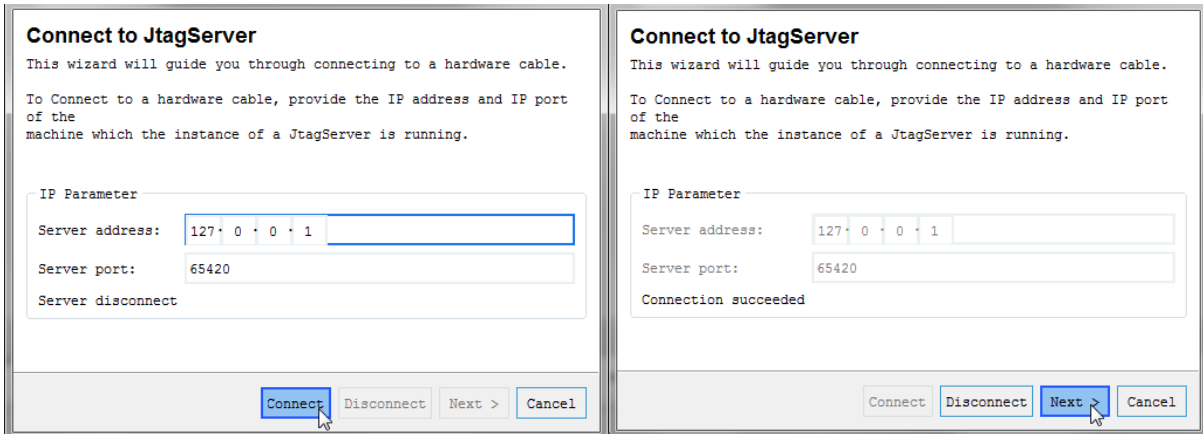 Connect to JtagServer
This wizard will guide you through connecting to a hardware cable.
To Connect to a hardware cable, provide the IP address and IP port
of the
machine which the instance of a JtagServer is running.
IP Parameter
Server address: 127· 0 · 0 · 1
Server port: 65420
Server disconnect
Connect Disconnect Next > Cancel
Connect to JtagServer
This wizard will guide you through connecting to a hardware cable.
To Connect to a hardware cable, provide the IP address and IP port
of the
machine which the instance of a JtagServer is running.
IP Parameter
Server address: 127· 0 · 0 · 1
Server port: 65420
Connection succeeded
Connect Disconnect Next > Cancel